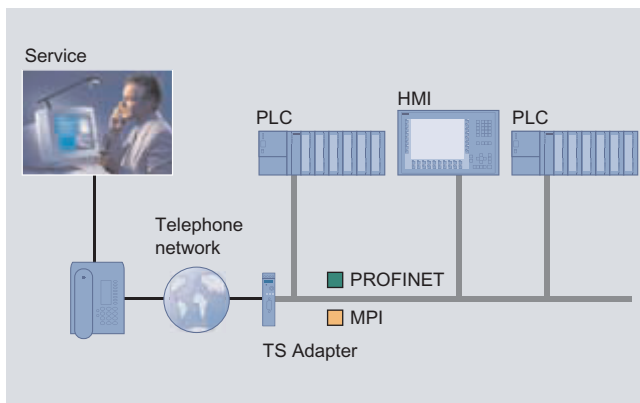 Service
PLC
HMI
PLC
Telephone
network
PROFINET
MPI
TS Adapter